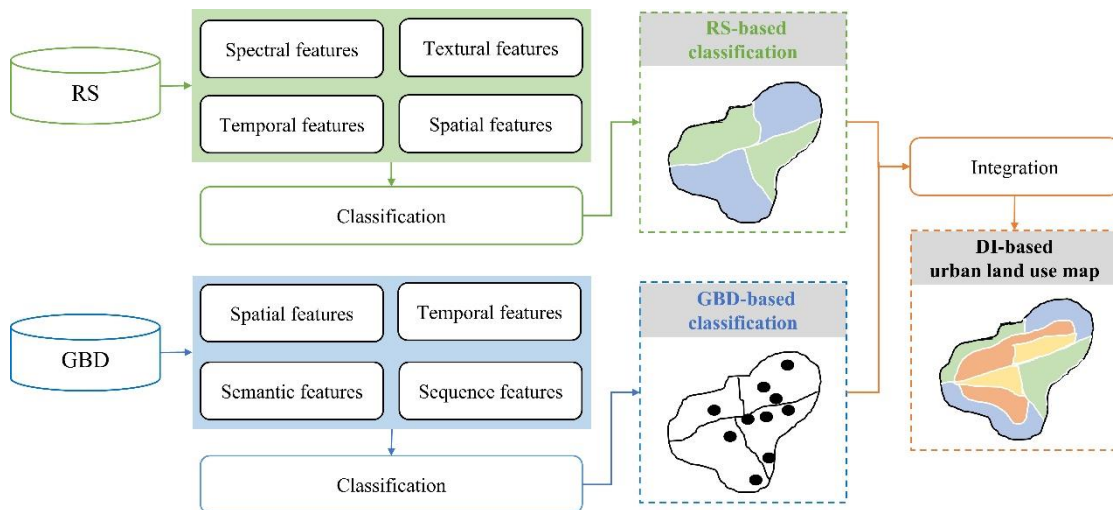 RS
Spectral features
Textural features
Temporal features
Spatial features
Classification
RS-based
classification
Integration
DI-based
urban land use map
GBD
Spatial features
Temporal features
Semantic features
Sequence features
Classification
GBD-based
classification